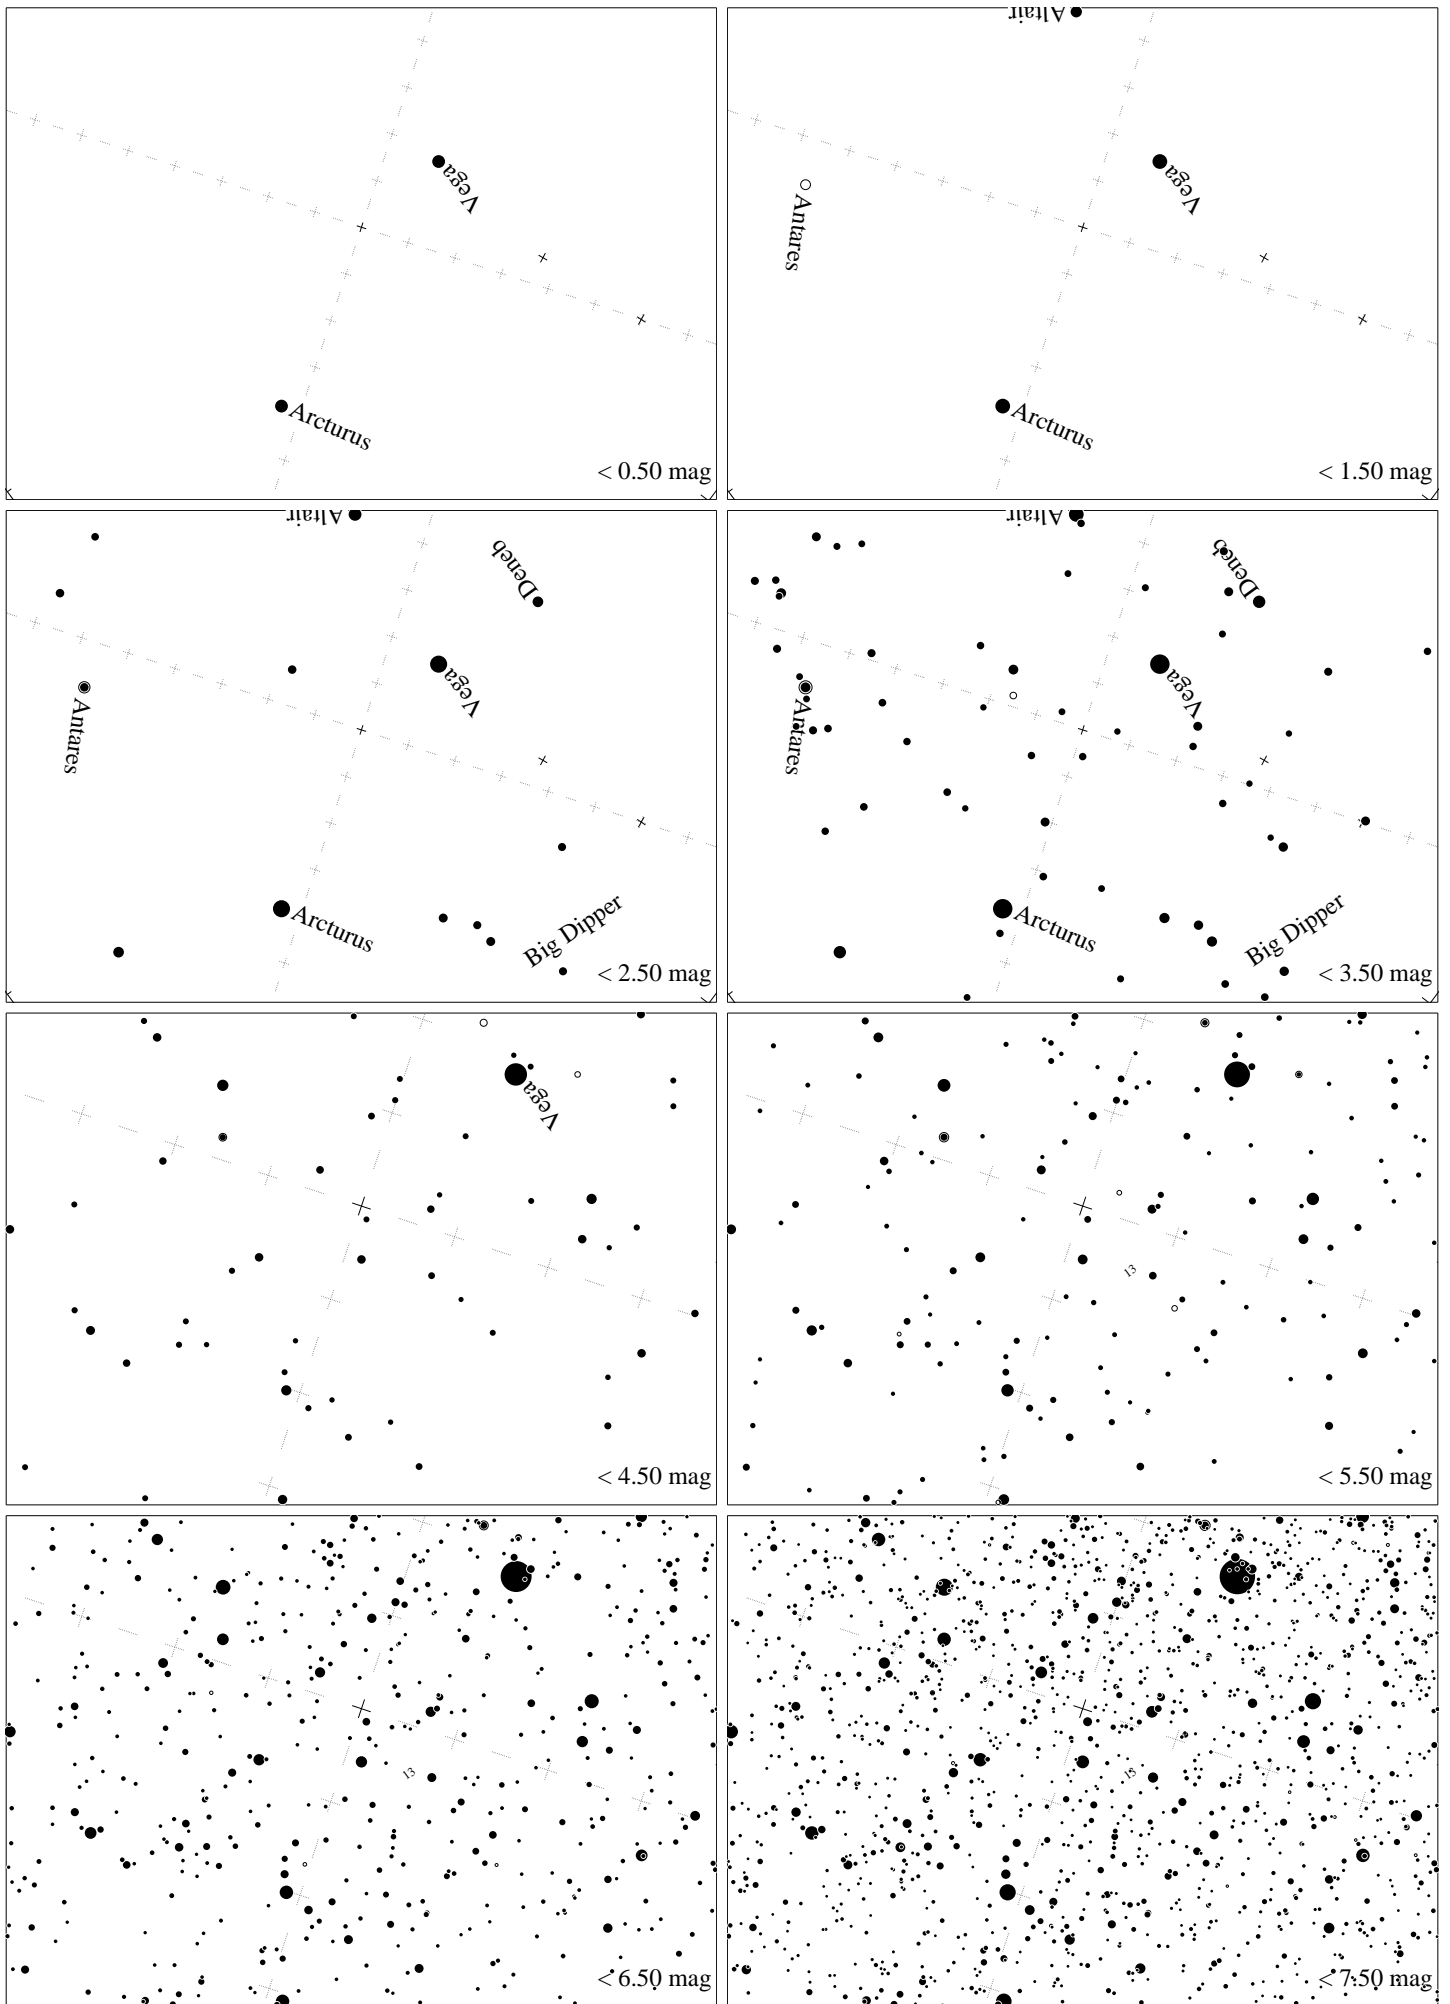 Vega
Arcturus
< 0.50 mag
Altair
Vega
Antares
Arcturus
< 1.50 mag
Altair
Deneb
Vega
Antares
Arcturus
Big Dipper
< 2.50 mag
Altair
Deneb
Vega
Antares
Arcturus
Big Dipper
< 3.50 mag
Vega
< 4.50 mag
13
< 5.50 mag
13
< 6.50 mag
13
< 7.50 mag